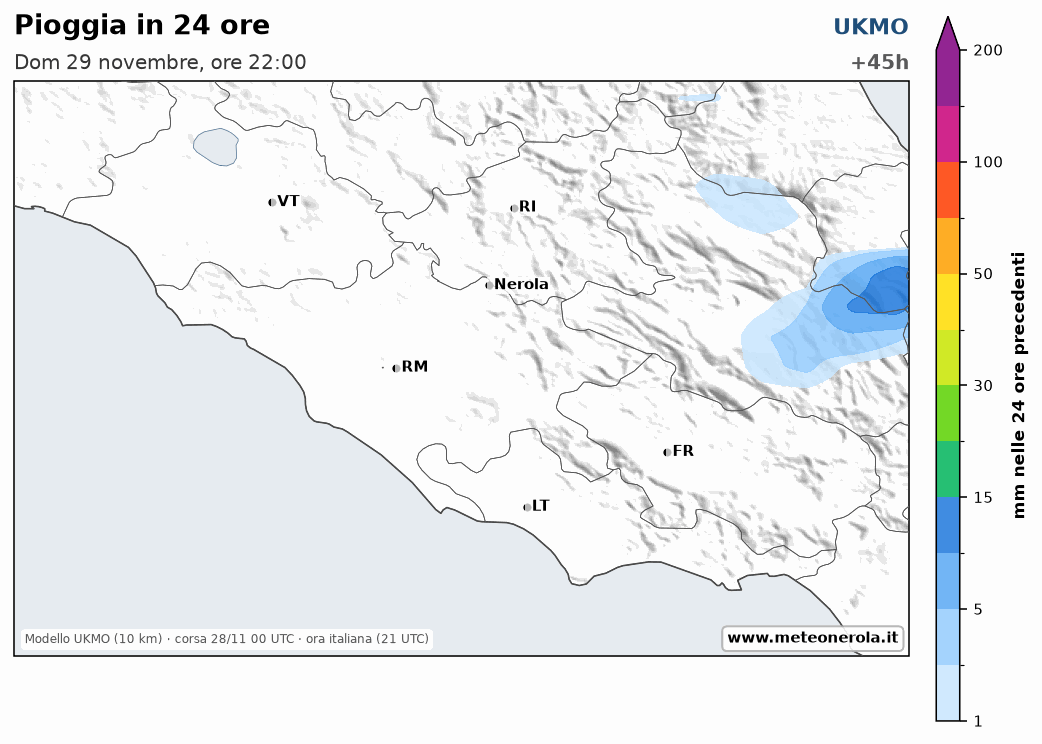 Pioggia in 24 ore
UKMO
Dom 29 novembre, ore 22:00
+45h
VT
RI
Nerola
RM
FR
LT
Modello UKMO (10 km) · corsa 28/11 00 UTC · ora italiana (21 UTC)
www.meteonerola.it
200
100
50
30
15
5
1
mm nelle 24 ore precedenti